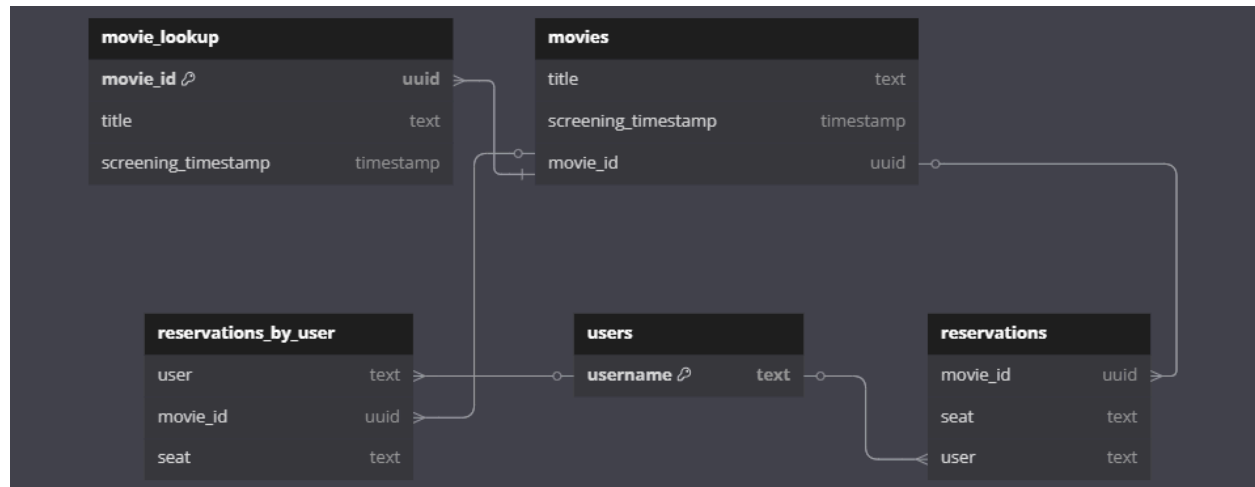 movie_lookup
movie_id uuid
title text
screening_timestamp timestamp
movies
title text
screening_timestamp timestamp
movie_id uuid
reservations_by_user
user text
movie_id uuid
seat text
users
username text
reservations
movie_id uuid
seat text
user text